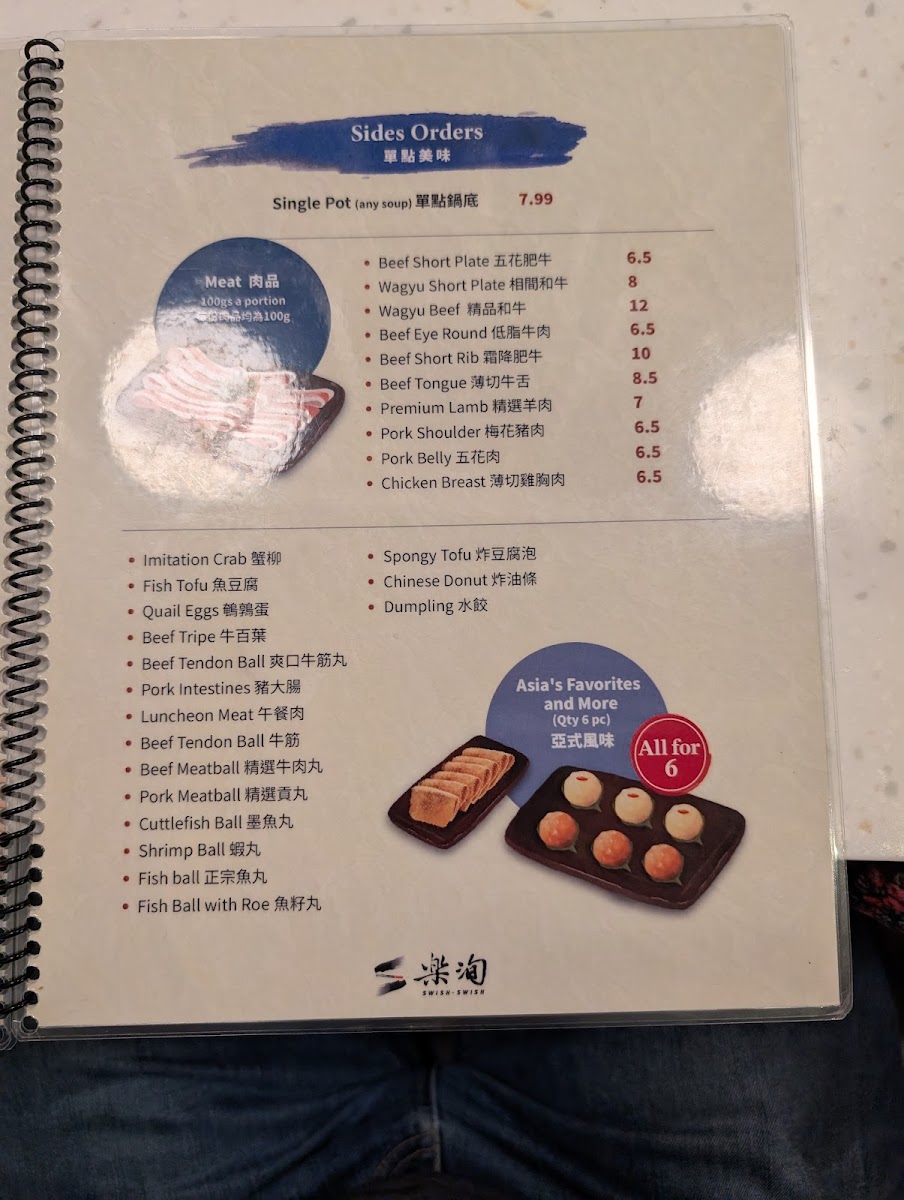 Sides Orders
單點美味
Single Pot (any soup) 單點鍋底 7.99
Meat 肉品
100gs a portion
肉品均為100g
• Beef Short Plate 五花肥牛 6.5
• Wagyu Short Plate 相間和牛 8
• Wagyu Beef 精品和牛 12
• Beef Eye Round 低脂牛肉 6.5
• Beef Short Rib 霜降肥牛 10
• Beef Tongue 薄切牛舌 8.5
• Premium Lamb 精選羊肉 7
• Pork Shoulder 梅花豬肉 6.5
• Pork Belly 五花肉 6.5
• Chicken Breast 薄切雞胸肉 6.5
• Imitation Crab 蟹柳
• Fish Tofu 魚豆腐
• Quail Eggs 鵪鶉蛋
• Beef Tripe 牛百葉
• Beef Tendon Ball 爽口牛筋丸
• Pork Intestines 豬大腸
• Luncheon Meat 午餐肉
• Beef Tendon Ball 牛筋
• Beef Meatball 精選牛肉丸
• Pork Meatball 精選貢丸
• Cuttlefish Ball 墨魚丸
• Shrimp Ball 蝦丸
• Fish ball 正宗魚丸
• Fish Ball with Roe 魚籽丸
• Spongy Tofu 炸豆腐泡
• Chinese Donut 炸油條
• Dumpling 水餃
Asia's Favorites
and More
(Qty 6 pc)
亞式風味
All for
6
楽洵
SWISH-SWISH